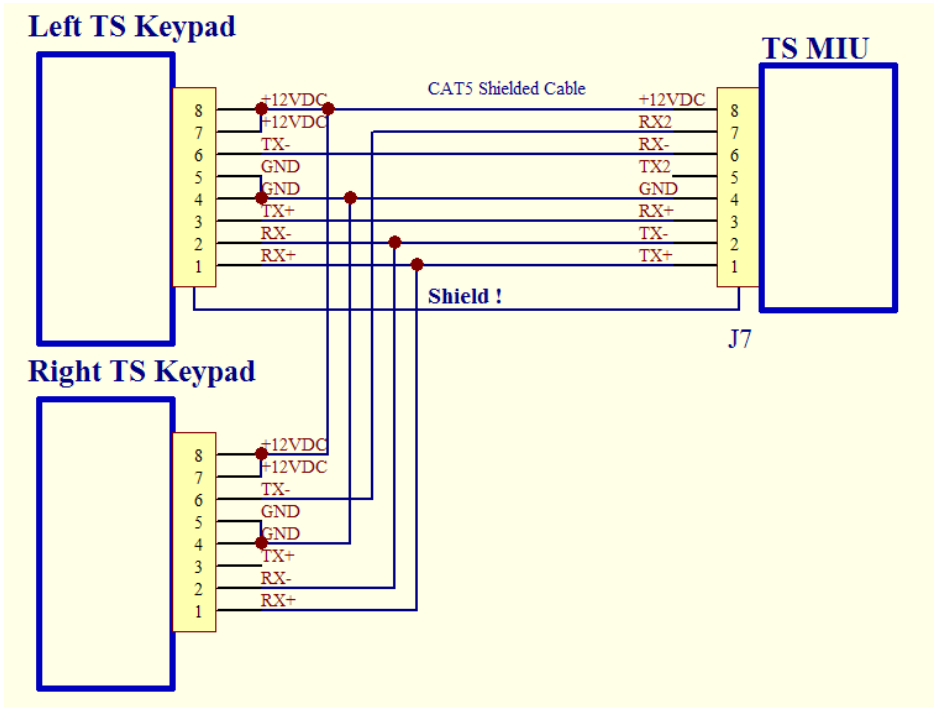 Left TS Keypad
TS MIU
CAT5 Shielded Cable
8 +12VDC +12VDC 8
7 +12VDC RX2 7
6 TX- RX- 6
5 GND TX2 5
4 GND GND 4
3 TX+ RX+ 3
2 RX- TX- 2
1 RX+ TX+ 1
Shield !
J7
Right TS Keypad
8 +12VDC
7 +12VDC
6 TX-
5 GND
4 GND
3 TX+
2 RX-
1 RX+